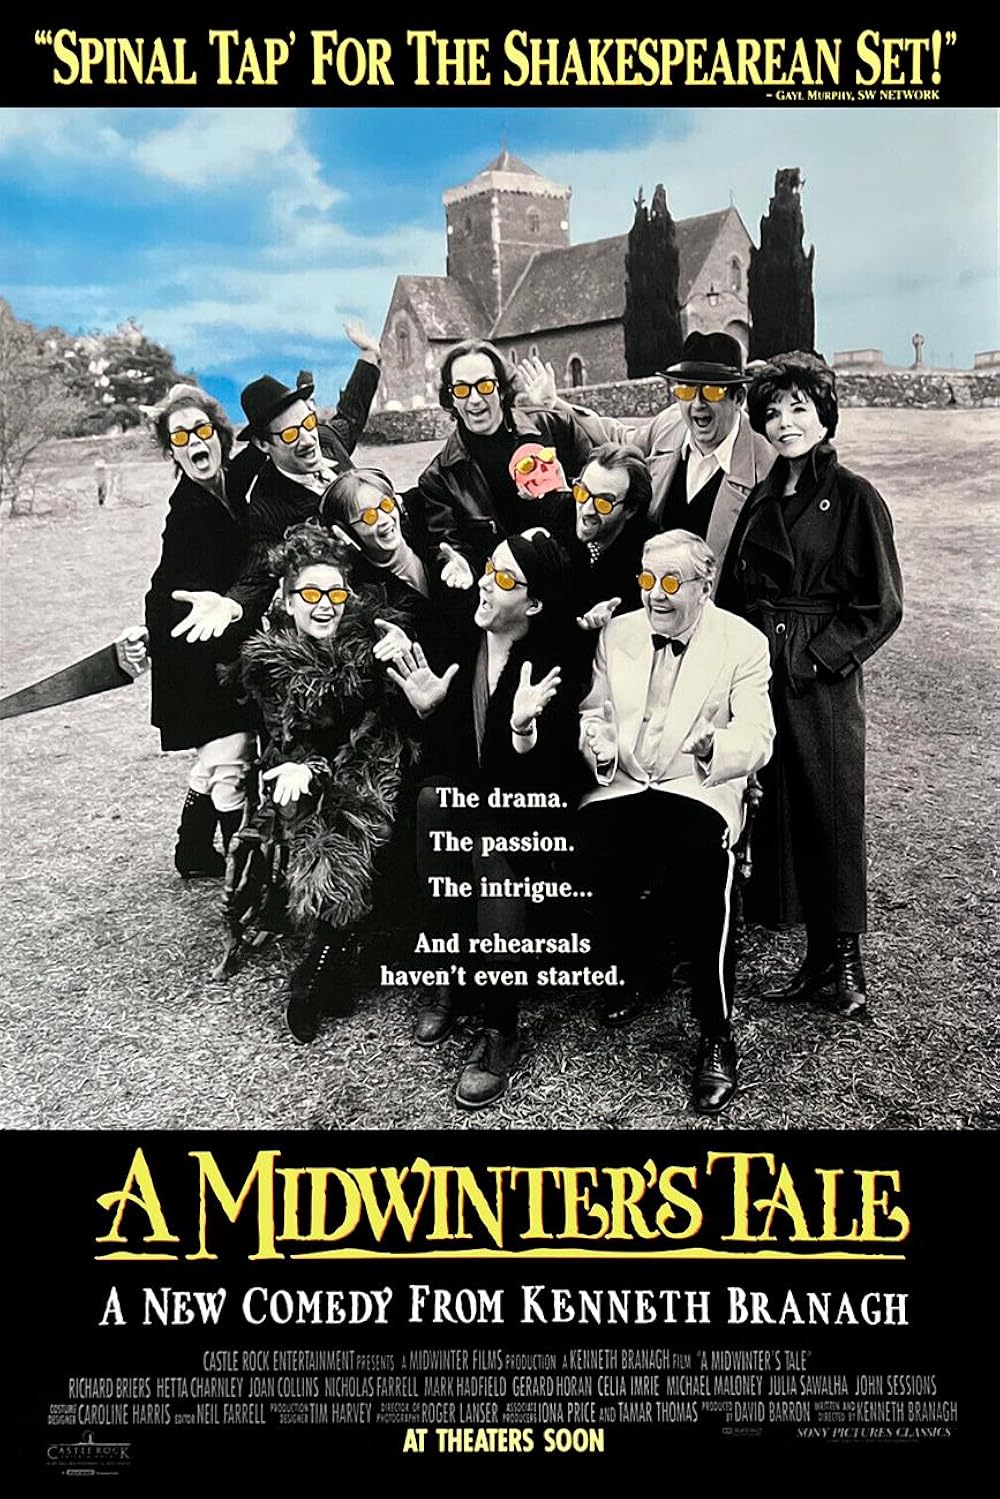 "'SPINAL TAP' FOR THE SHAKESPEAREAN SET!"
- GAYL MURPHY, SW NETWORK
The drama.
The passion.
The intrigue...
And rehearsals
haven't even started.
A MIDWINTER'S TALE
A NEW COMEDY FROM KENNETH BRANAGH
CASTLE ROCK ENTERTAINMENT PRESENTS A MIDWINTER FILMS PRODUCTION A KENNETH BRANAGH FILM "A MIDWINTER'S TALE"
RICHARD BRIERS HETTA CHARNLEY JOAN COLLINS NICHOLAS FARRELL MARK HADFIELD GERARD HORAN CELIA IMRIE MICHAEL MALONEY JULIA SAWALHA JOHN SESSIONS
COSTUME DESIGNER CAROLINE HARRIS EDITOR NEIL FARRELL PRODUCTION DESIGNER TIM HARVEY DIRECTOR OF PHOTOGRAPHY ROGER LANSER ASSOCIATE PRODUCERS IONA PRICE AND TAMAR THOMAS PRODUCED BY DAVID BARRON WRITTEN AND DIRECTED BY KENNETH BRANAGH
CASTLE ROCK
SONY PICTURES CLASSICS
AT THEATERS SOON